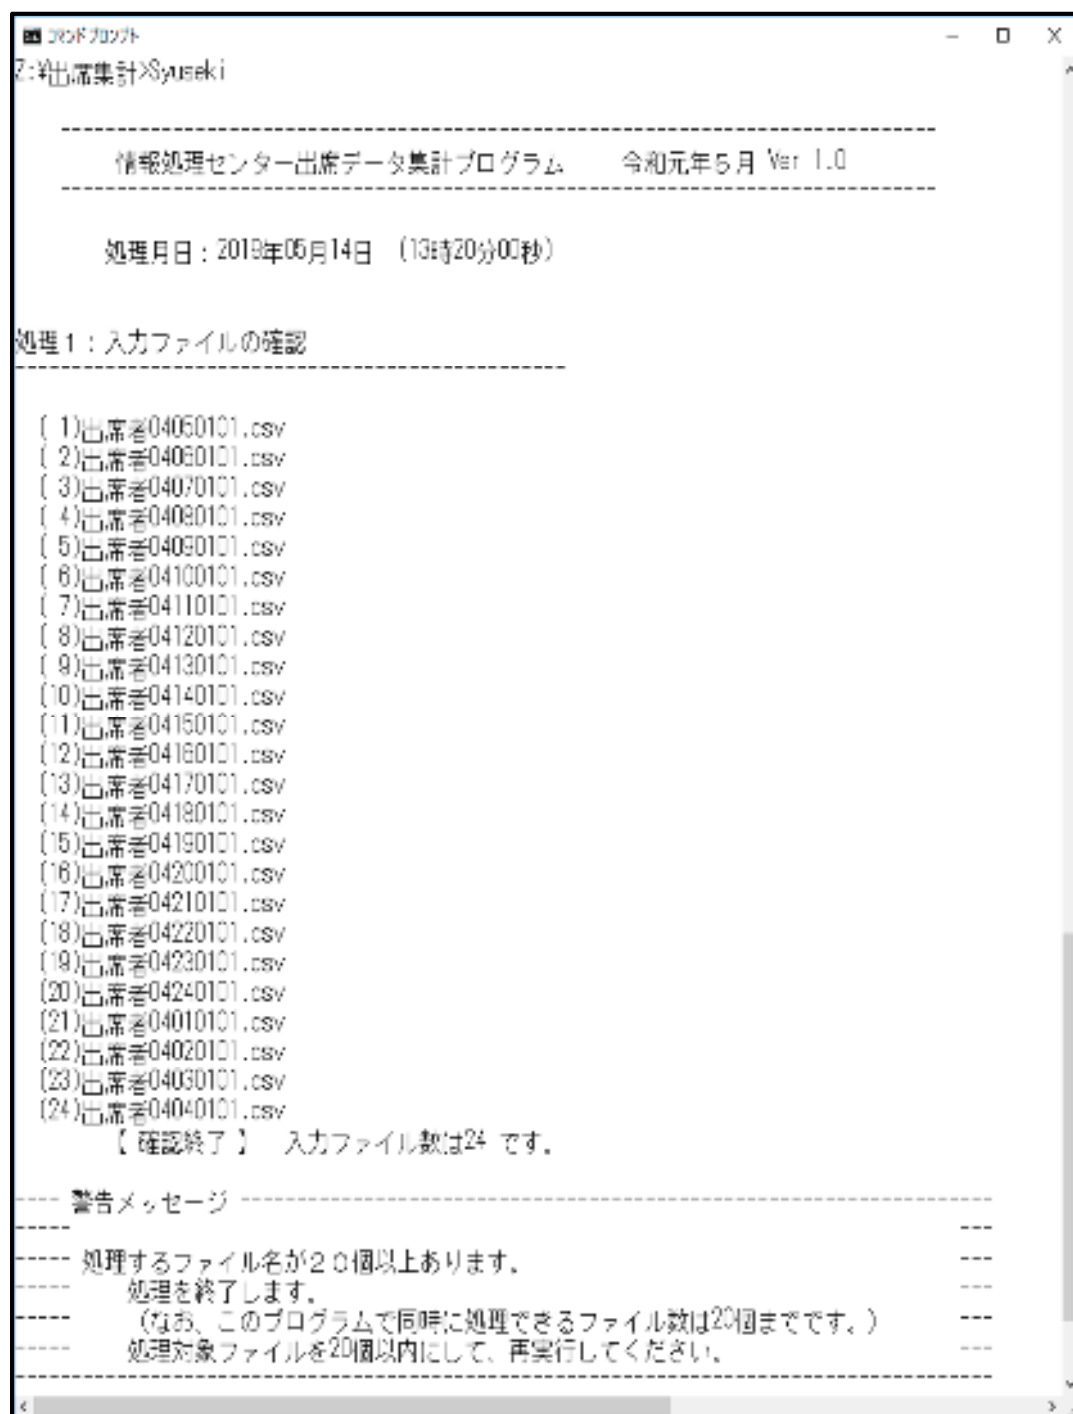 コマンド プロンプト
Z:¥出席集計>Syuseki
------------------------------------------------------------------------------
情報処理センター出席データ集計プログラム 令和元年5月 Ver 1.0
------------------------------------------------------------------------------
処理月日:2019年05月14日 (13時20分00秒)
処理1:入力ファイルの確認
-------------------------------------------------
( 1)出席者04050101.csv
( 2)出席者04060101.csv
( 3)出席者04070101.csv
( 4)出席者04080101.csv
( 5)出席者04090101.csv
( 6)出席者04100101.csv
( 7)出席者04110101.csv
( 8)出席者04120101.csv
( 9)出席者04130101.csv
(10)出席者04140101.csv
(11)出席者04150101.csv
(12)出席者04160101.csv
(13)出席者04170101.csv
(14)出席者04180101.csv
(15)出席者04190101.csv
(16)出席者04200101.csv
(17)出席者04210101.csv
(18)出席者04220101.csv
(19)出席者04230101.csv
(20)出席者04240101.csv
(21)出席者04010101.csv
(22)出席者04020101.csv
(23)出席者04030101.csv
(24)出席者04040101.csv
【 確認終了 】 入力ファイル数は24 です。
---- 警告メッセージ -------------------------------------------------------------------
----- ---
----- 処理するファイル名が20個以上あります。 ---
----- 処理を終了します。 ---
----- (なお、このプログラムで同時に処理できるファイル数は20個までです。) ---
----- 処理対象ファイルを20個以内にして、再実行してください。 ---
---------------------------------------------------------------------------------------